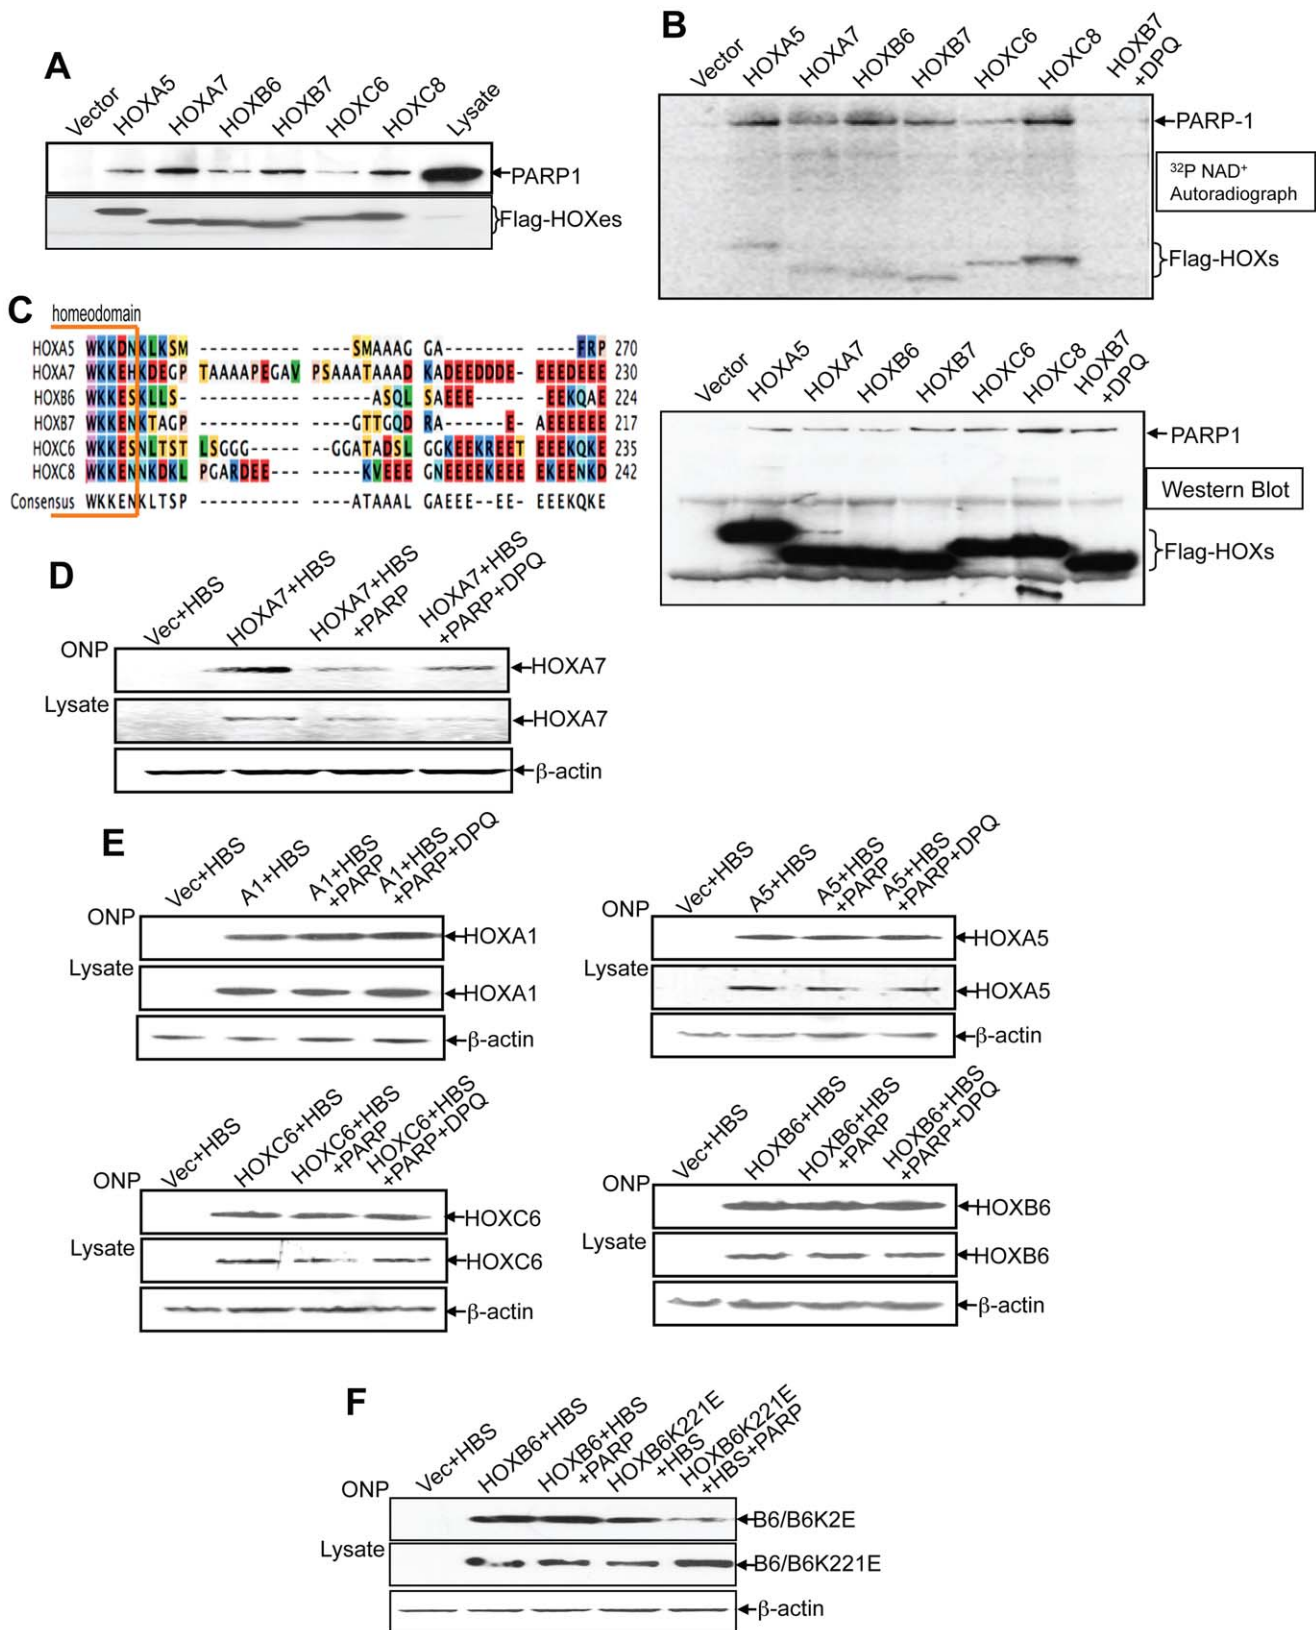 A
Vector
HOXA5
HOXA7
HOXB6
HOXB7
HOXC6
HOXC8
Lysate
PARP1
Flag-HOXes
B
Vector
HOXA5
HOXA7
HOXB6
HOXB7
HOXC6
HOXC8
HOXB7
+DPQ
PARP-1
32P NAD+
Autoradiograph
Flag-HOXs
Vector
HOXA5
HOXA7
HOXB6
HOXB7
HOXC6
HOXC8
HOXB7
+DPQ
PARP1
Western Blot
Flag-HOXs
C
homeodomain
HOXA5 WKKDNKLKSM ---------- -----SMAAAG GA-------- ------FRP 270
HOXA7 WKKEHKDEGP TAAAAPEGAV PSAAATAAAD KADEEDDDE- EEEDEEE 230
HOXB6 WKKESKLLS- ---------- ------ASQL SAEEE----- -EEKQAE 224
HOXB7 WKKENKTAGP ---------- ----GTTGQD RA------E- AEEEEEE 217
HOXC6 WKKESNLTST LSGGG----- --GGATADSL GGKEEKREET EEEKQKE 235
HOXC8 WKKENNKDKL PGARDEE--- -----KVEEE GNEEEEKEEE EKEENKD 242
Consensus WKKENKLTSP ---------- ----ATAAAL GAEEE---EE- EEEKQKE
D
Vec+HBS
HOXA7+HBS
HOXA7+HBS
+PARP
HOXA7+HBS
+PARP+DPQ
ONP
HOXA7
Lysate
HOXA7
β-actin
E
Vec+HBS
A1+HBS
A1+HBS
+PARP
A1+HBS
+PARP+DPQ
ONP
HOXA1
Lysate
HOXA1
β-actin
Vec+HBS
A5+HBS
A5+HBS
+PARP
A5+HBS
+PARP+DPQ
ONP
HOXA5
Lysate
HOXA5
β-actin
Vec+HBS
HOXC6+HBS
HOXC6+HBS
+PARP
HOXC6+HBS
+PARP+DPQ
ONP
HOXC6
Lysate
HOXC6
β-actin
Vec+HBS
HOXB6+HBS
HOXB6+HBS
+PARP
HOXB6+HBS
+PARP+DPQ
ONP
HOXB6
Lysate
HOXB6
β-actin
F
Vec+HBS
HOXB6+HBS
HOXB6+HBS
+PARP
HOXB6K221E
+HBS
HOXB6K221E
+HBS+PARP
ONP
B6/B6K2E
Lysate
B6/B6K221E
β-actin